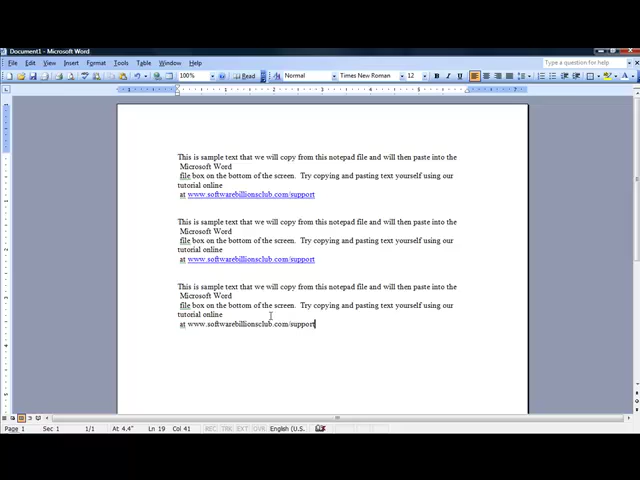 Document1 - Microsoft Word
File Edit View Insert Format Tools Table Window Help
Type a question for help
100% Read Normal Times New Roman 12 B I U
This is sample text that we will copy from this notepad file and will then paste into the
Microsoft Word
file box on the bottom of the screen. Try copying and pasting text yourself using our
tutorial online
at www.softwarebillionsclub.com/support
This is sample text that we will copy from this notepad file and will then paste into the
Microsoft Word
file box on the bottom of the screen. Try copying and pasting text yourself using our
tutorial online
at www.softwarebillionsclub.com/support
This is sample text that we will copy from this notepad file and will then paste into the
Microsoft Word
file box on the bottom of the screen. Try copying and pasting text yourself using our
tutorial online
at www.softwarebillionsclub.com/support
Page 1 Sec 1 1/1 At 4.4" Ln 19 Col 41 REC TRK EXT OVR English (U.S.